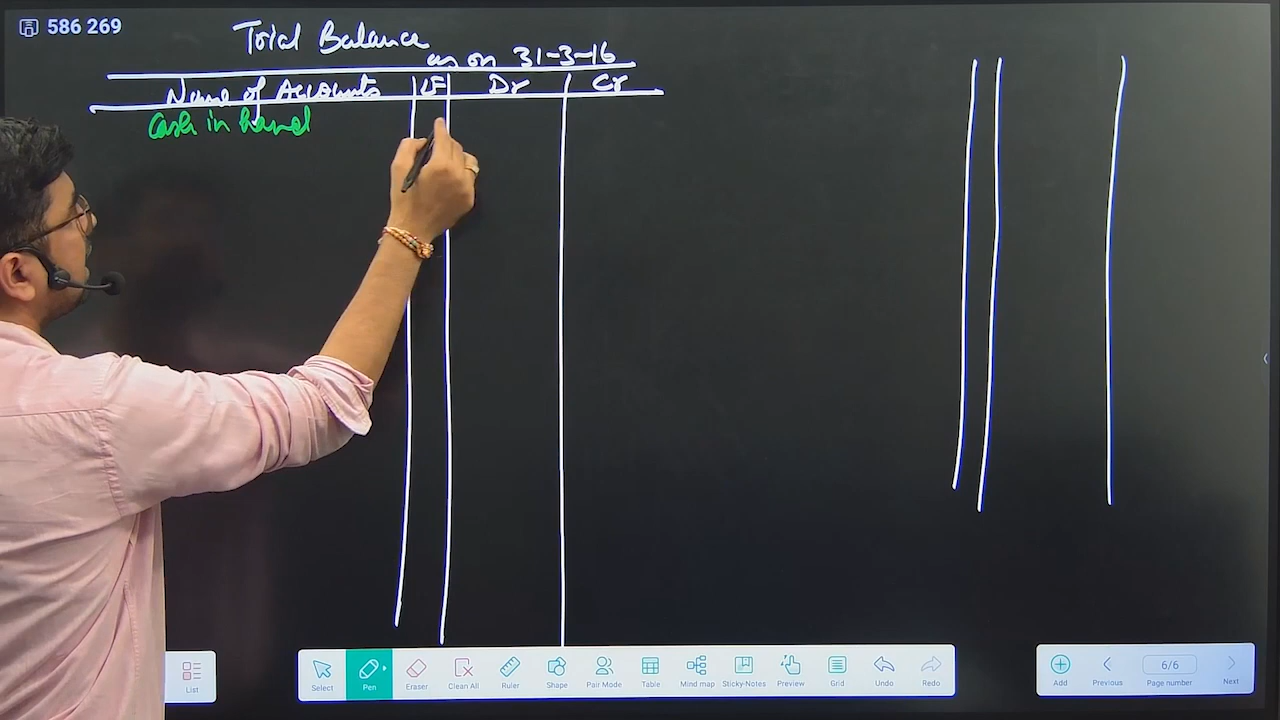 586 269
Trial Balance
as on 31-3-16
Name of Accounts LF Dr Cr
Cash in hand
List
Select Pen Eraser Clean All Ruler Shape Pair Mode Table Mind map Sticky-Notes Preview Grid Undo Redo
Add Previous 6/6 Page number Next